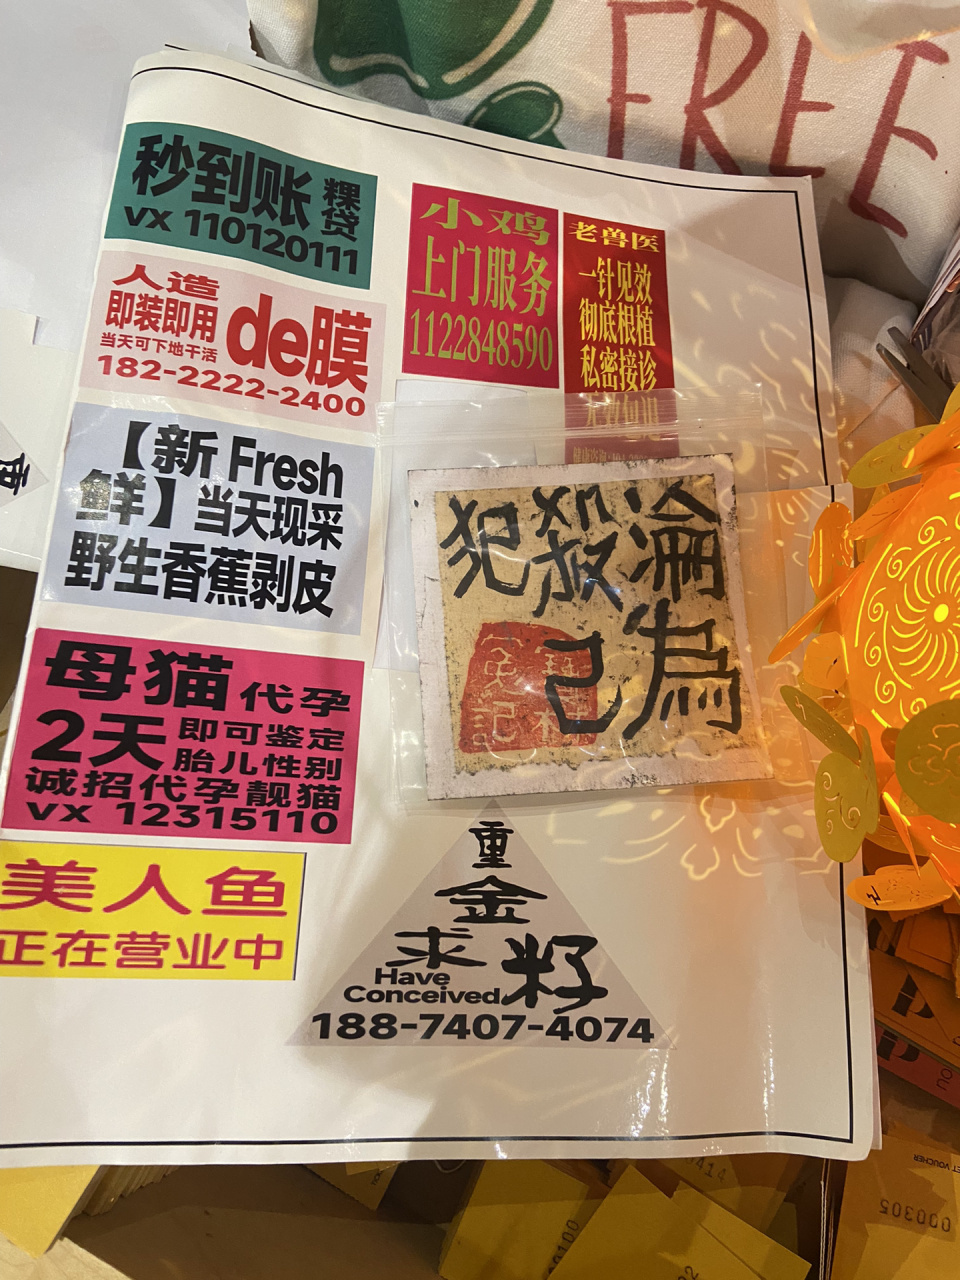 FREE
秒到账 粿贷
vx 110120111
人造
即装即用
当天可下地干活
de膜
182-2222-2400
【新 Fresh
鲜】当天现采
野生香蕉剥皮
母猫 代孕
2天 即可鉴定
胎儿性别
诚招代孕靓猫
vx 12315110
美人鱼
正在营业中
小鸡
上门服务
1122848590
老兽医
一针见效
彻底根植
私密接诊
淪為
殺己
犯
重
金
求籽
Have
Conceived
188-7407-4074
000305